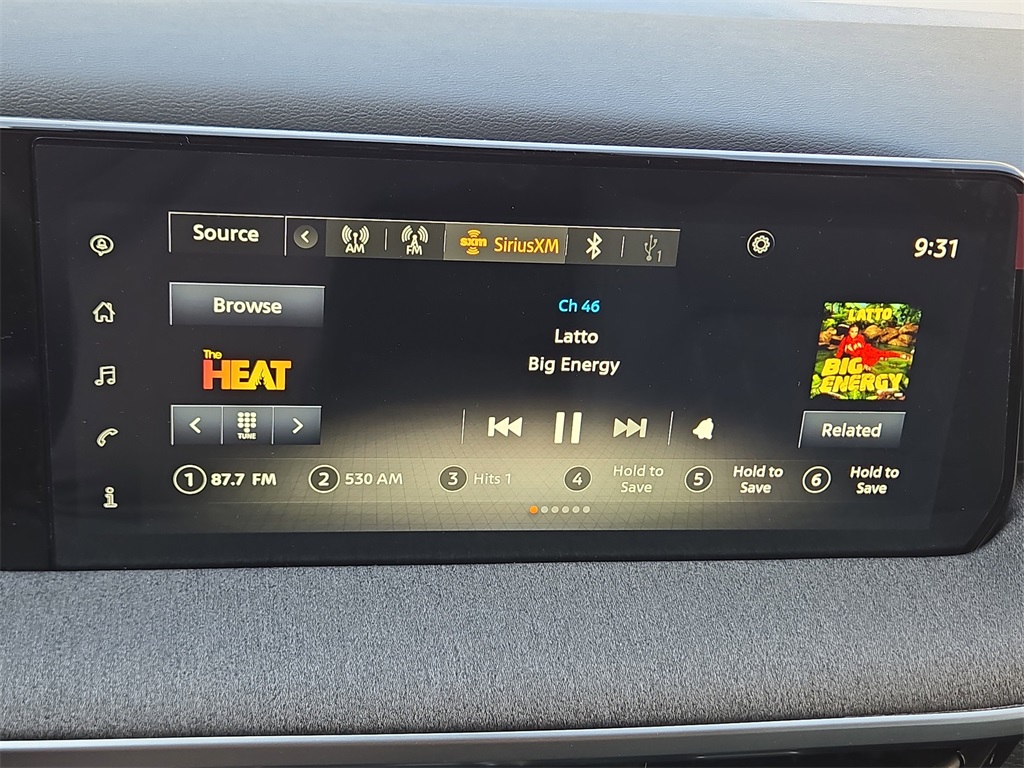 Source
AM
FM
sxm SiriusXM
1
9:31
Browse
Ch 46
Latto
Big Energy
The
HEAT
LATTO
BIG
ENERGY
TUNE
Related
1 87.7 FM
2 530 AM
3 Hits 1
4 Hold to
Save
5 Hold to
Save
6 Hold to
Save